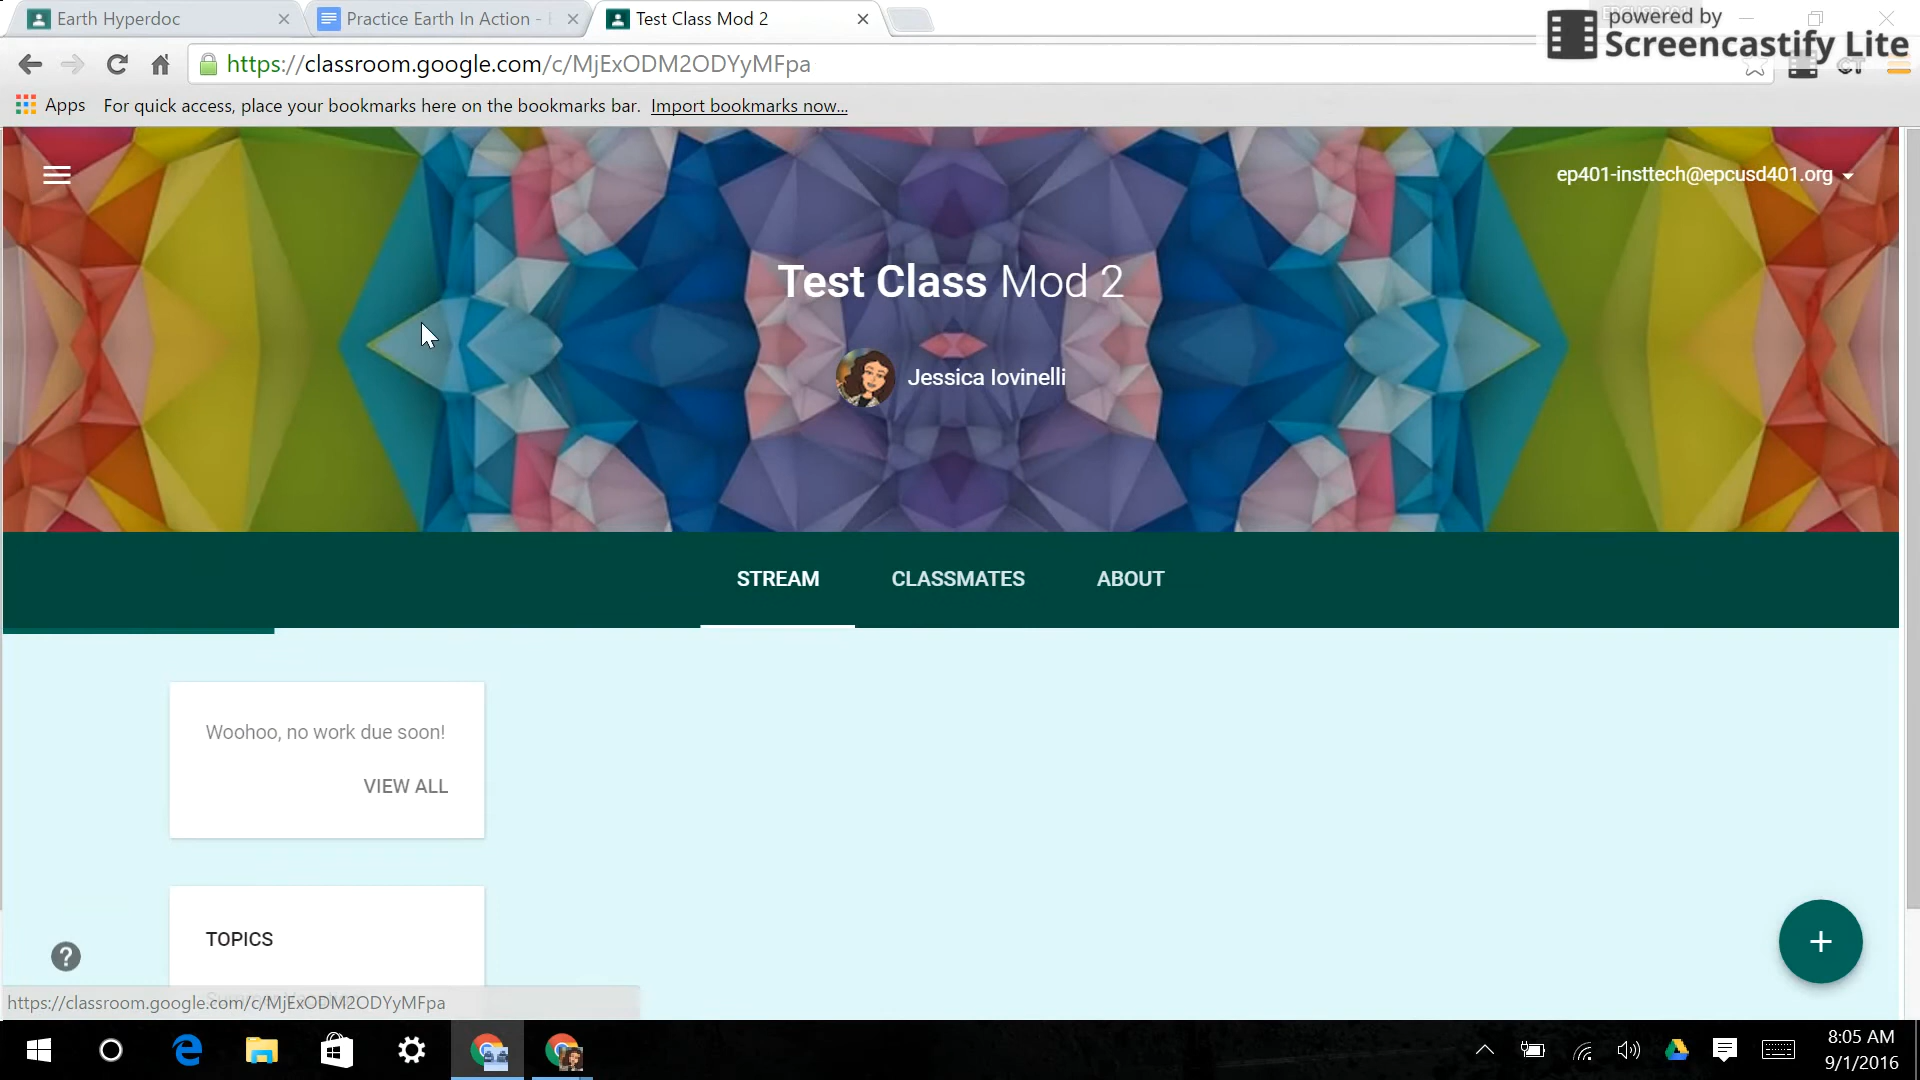 Earth Hyperdoc
Practice Earth In Action -
Test Class Mod 2
powered by
Screencastify Lite
https://classroom.google.com/c/MjExODM2ODYyMFpa
Apps
For quick access, place your bookmarks here on the bookmarks bar. Import bookmarks now...
ep401-insttech@epcusd401.org
Test Class Mod 2
Jessica Iovinelli
STREAM
CLASSMATES
ABOUT
Woohoo, no work due soon!
VIEW ALL
TOPICS
https://classroom.google.com/c/MjExODM2ODYyMFpa
8:05 AM
9/1/2016